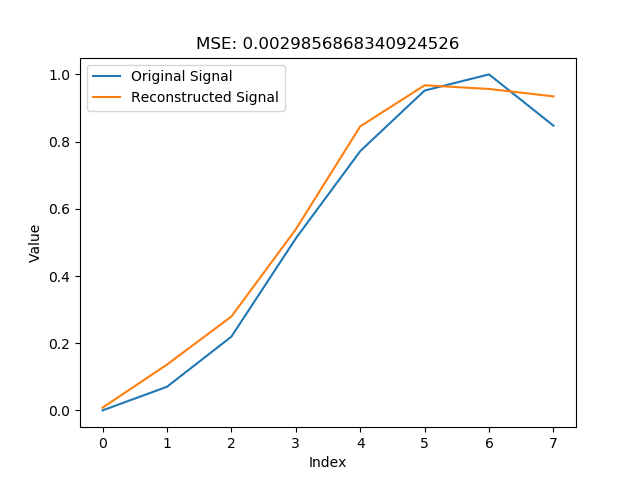 MSE: 0.0029856868340924526
Original Signal
Reconstructed Signal
1.0
0.8
0.6
0.4
0.2
0.0
Value
0 1 2 3 4 5 6 7
Index